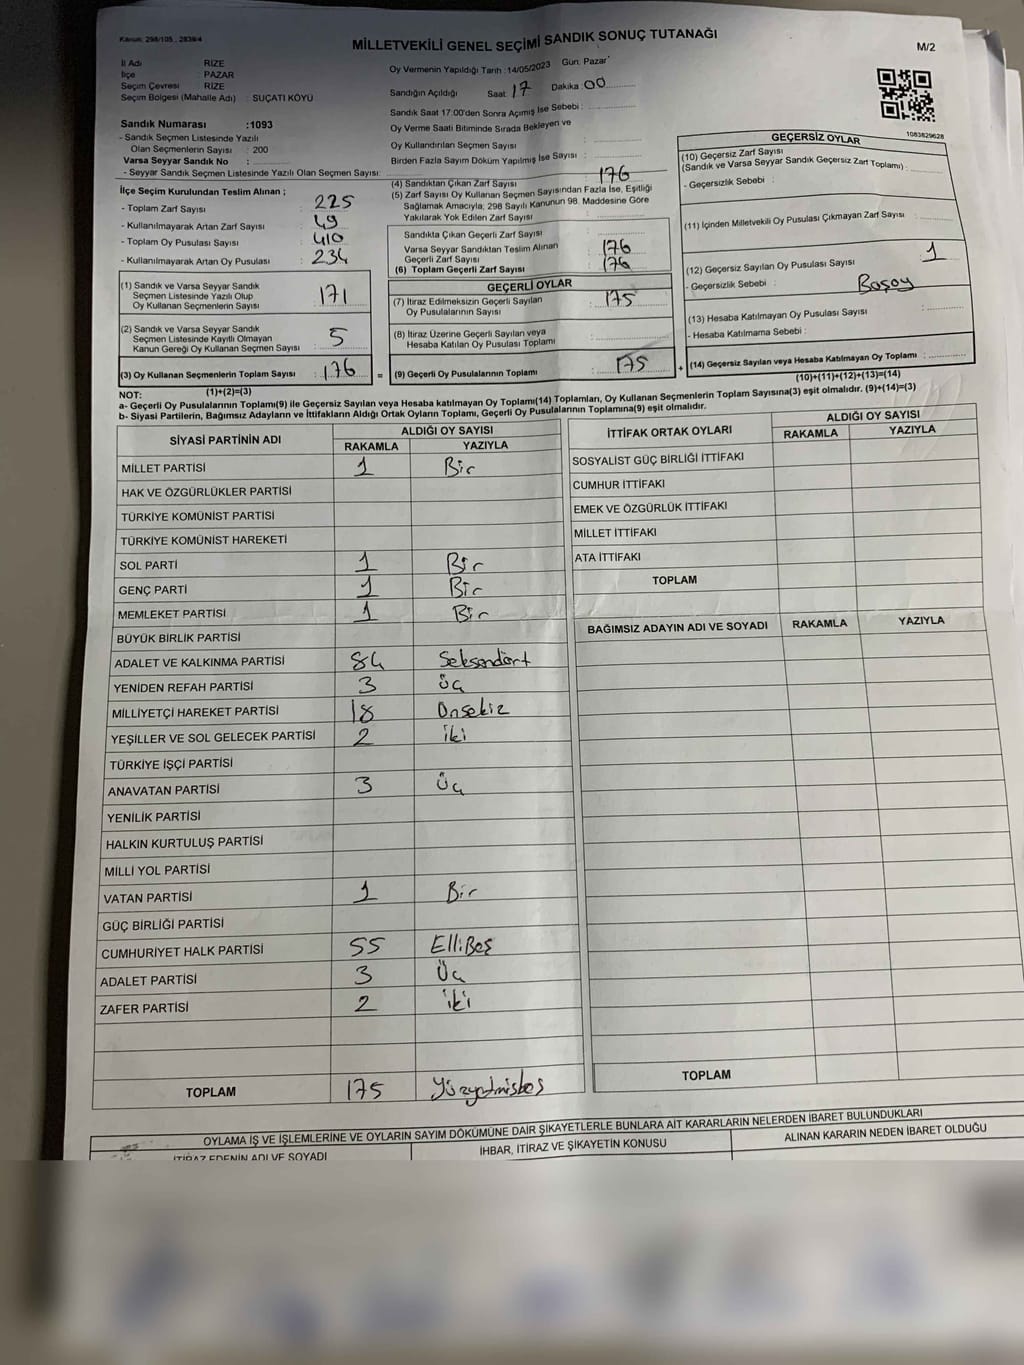 Kanun: 298/105 , 2839/4
MİLLETVEKİLİ GENEL SEÇİMİ SANDIK SONUÇ TUTANAĞI
M/2
İl Adı : RİZE
İlçe : PAZAR
Seçim Çevresi : RİZE
Seçim Bölgesi (Mahalle Adı) : SUÇATI KÖYÜ
Sandık Numarası :1093
- Sandık Seçmen Listesinde Yazılı
Olan Seçmenlerin Sayısı : 200
Varsa Seyyar Sandık No :
- Seyyar Sandık Seçmen Listesinde Yazılı Olan Seçmen Sayısı:
Oy Vermenin Yapıldığı Tarih :14/05/2023 Gün: Pazar
Sandığın Açıldığı Saat: 17 Dakika :00
Sandık Saat 17:00'den Sonra Açımış İse Sebebi :
Oy Verme Saati Bitiminde Sırada Bekleyen ve
Oy Kullandırılan Seçmen Sayısı :
Birden Fazla Sayım Döküm Yapılmış İse Sayısı :
İlçe Seçim Kurulundan Teslim Alınan ;
- Toplam Zarf Sayısı : 225
- Kullanılmayarak Artan Zarf Sayısı : 49
- Toplam Oy Pusulası Sayısı : 410
- Kullanılmayarak Artan Oy Pusulası : 234
(4) Sandıktan Çıkan Zarf Sayısı : 176
(5) Zarf Sayısı Oy Kullanan Seçmen Sayısından Fazla İse, Eşitliği
Sağlamak Amacıyla, 298 Sayılı Kanunun 98. Maddesine Göre
Yakılarak Yok Edilen Zarf Sayısı :
Sandıkta Çıkan Geçerli Zarf Sayısı :
Varsa Seyyar Sandıktan Teslim Alınan
Geçerli Zarf Sayısı : 176
(6) Toplam Geçerli Zarf Sayısı : 176
1083829628
GEÇERSİZ OYLAR
(10) Geçersiz Zarf Sayısı
(Sandık ve Varsa Seyyar Sandık Geçersiz Zarf Toplamı) :
- Geçersizlik Sebebi :
(11) İçinden Milletvekili Oy Pusulası Çıkmayan Zarf Sayısı :
(12) Geçersiz Sayılan Oy Pusulası Sayısı : 1
- Geçersizlik Sebebi :
(13) Hesaba Katılmayan Oy Pusulası Sayısı :
- Hesaba Katılmama Sebebi :
(14) Geçersiz Sayılan veya Hesaba Katılmayan Oy Toplamı :
(10)+(11)+(12)+(13)=(14)
(1) Sandık ve Varsa Seyyar Sandık
Seçmen Listesinde Yazılı Olup
Oy Kullanan Seçmenlerin Sayısı : 171
(2) Sandık ve Varsa Seyyar Sandık
Seçmen Listesinde Kayıtlı Olmayan
Kanun Gereği Oy Kullanan Seçmen Sayısı : 5
(3) Oy Kullanan Seçmenlerin Toplam Sayısı : 176
(1)+(2)=(3)
GEÇERLİ OYLAR
(7) İtiraz Edilmeksizin Geçerli Sayılan
Oy Pusulalarının Sayısı : 175
(8) İtiraz Üzerine Geçerli Sayılan veya
Hesaba Katılan Oy Pusulası Toplamı :
= (9) Geçerli Oy Pusulalarının Toplamı : 175 +
NOT:
a- Geçerli Oy Pusulalarının Toplamı(9) ile Geçersiz Sayılan veya Hesaba katılmayan Oy Toplamı(14) Toplamları, Oy Kullanan Seçmenlerin Toplam Sayısına(3) eşit olmalıdır. (9)+(14)=(3)
b- Siyasi Partilerin, Bağımsız Adayların ve İttifakların Aldığı Ortak Oyların Toplamı, Geçerli Oy Pusulalarının Toplamına(9) eşit olmalıdır.
SİYASİ PARTİNİN ADI ALDIĞI OY SAYISI
RAKAMLA YAZIYLA
MİLLET PARTİSİ 1 Bir
HAK VE ÖZGÜRLÜKLER PARTİSİ
TÜRKİYE KOMÜNİST PARTİSİ
TÜRKİYE KOMÜNİST HAREKETİ
SOL PARTİ 1 Bir
GENÇ PARTİ 1 Bir
MEMLEKET PARTİSİ 1 Bir
BÜYÜK BİRLİK PARTİSİ
ADALET VE KALKINMA PARTİSİ 84 Seksendört
YENİDEN REFAH PARTİSİ 3 Üç
MİLLİYETÇİ HAREKET PARTİSİ 18 Onsekiz
YEŞİLLER VE SOL GELECEK PARTİSİ 2 İki
TÜRKİYE İŞÇİ PARTİSİ
ANAVATAN PARTİSİ 3 Üç
YENİLİK PARTİSİ
HALKIN KURTULUŞ PARTİSİ
MİLLİ YOL PARTİSİ
VATAN PARTİSİ 1 Bir
GÜÇ BİRLİĞİ PARTİSİ
CUMHURİYET HALK PARTİSİ 55 ElliBeş
ADALET PARTİSİ 3 Üç
ZAFER PARTİSİ 2 İki
TOPLAM 175 Yüzyetmişbeş
İTTİFAK ORTAK OYLARI ALDIĞI OY SAYISI
RAKAMLA YAZIYLA
SOSYALİST GÜÇ BİRLİĞİ İTTİFAKI
CUMHUR İTTİFAKI
EMEK VE ÖZGÜRLÜK İTTİFAKI
MİLLET İTTİFAKI
ATA İTTİFAKI
TOPLAM
BAĞIMSIZ ADAYIN ADI VE SOYADI RAKAMLA YAZIYLA
TOPLAM
OYLAMA İŞ VE İŞLEMLERİNE VE OYLARIN SAYIM DÖKÜMÜNE DAİR ŞİKAYETLERLE BUNLARA AİT KARARLARIN NELERDEN İBARET BULUNDUKLARI
İTİRAZ EDENİN ADI VE SOYADI İHBAR, İTİRAZ VE ŞİKAYETİN KONUSU ALINAN KARARIN NEDEN İBARET OLDUĞU